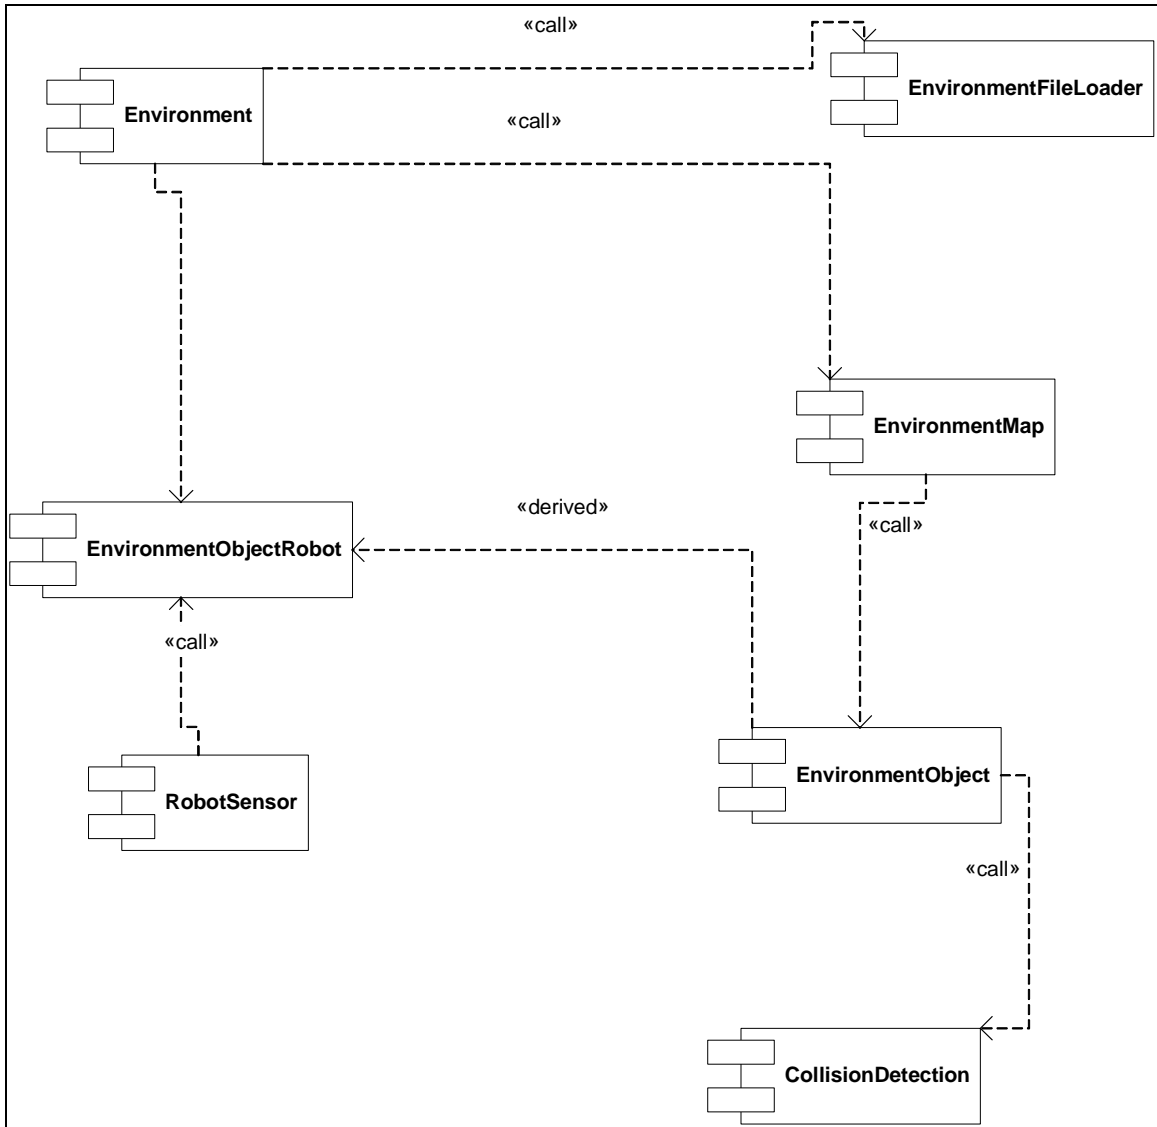 «call»
EnvironmentFileLoader
Environment
«call»
EnvironmentMap
«derived»
«call»
EnvironmentObjectRobot
«call»
EnvironmentObject
RobotSensor
«call»
CollisionDetection